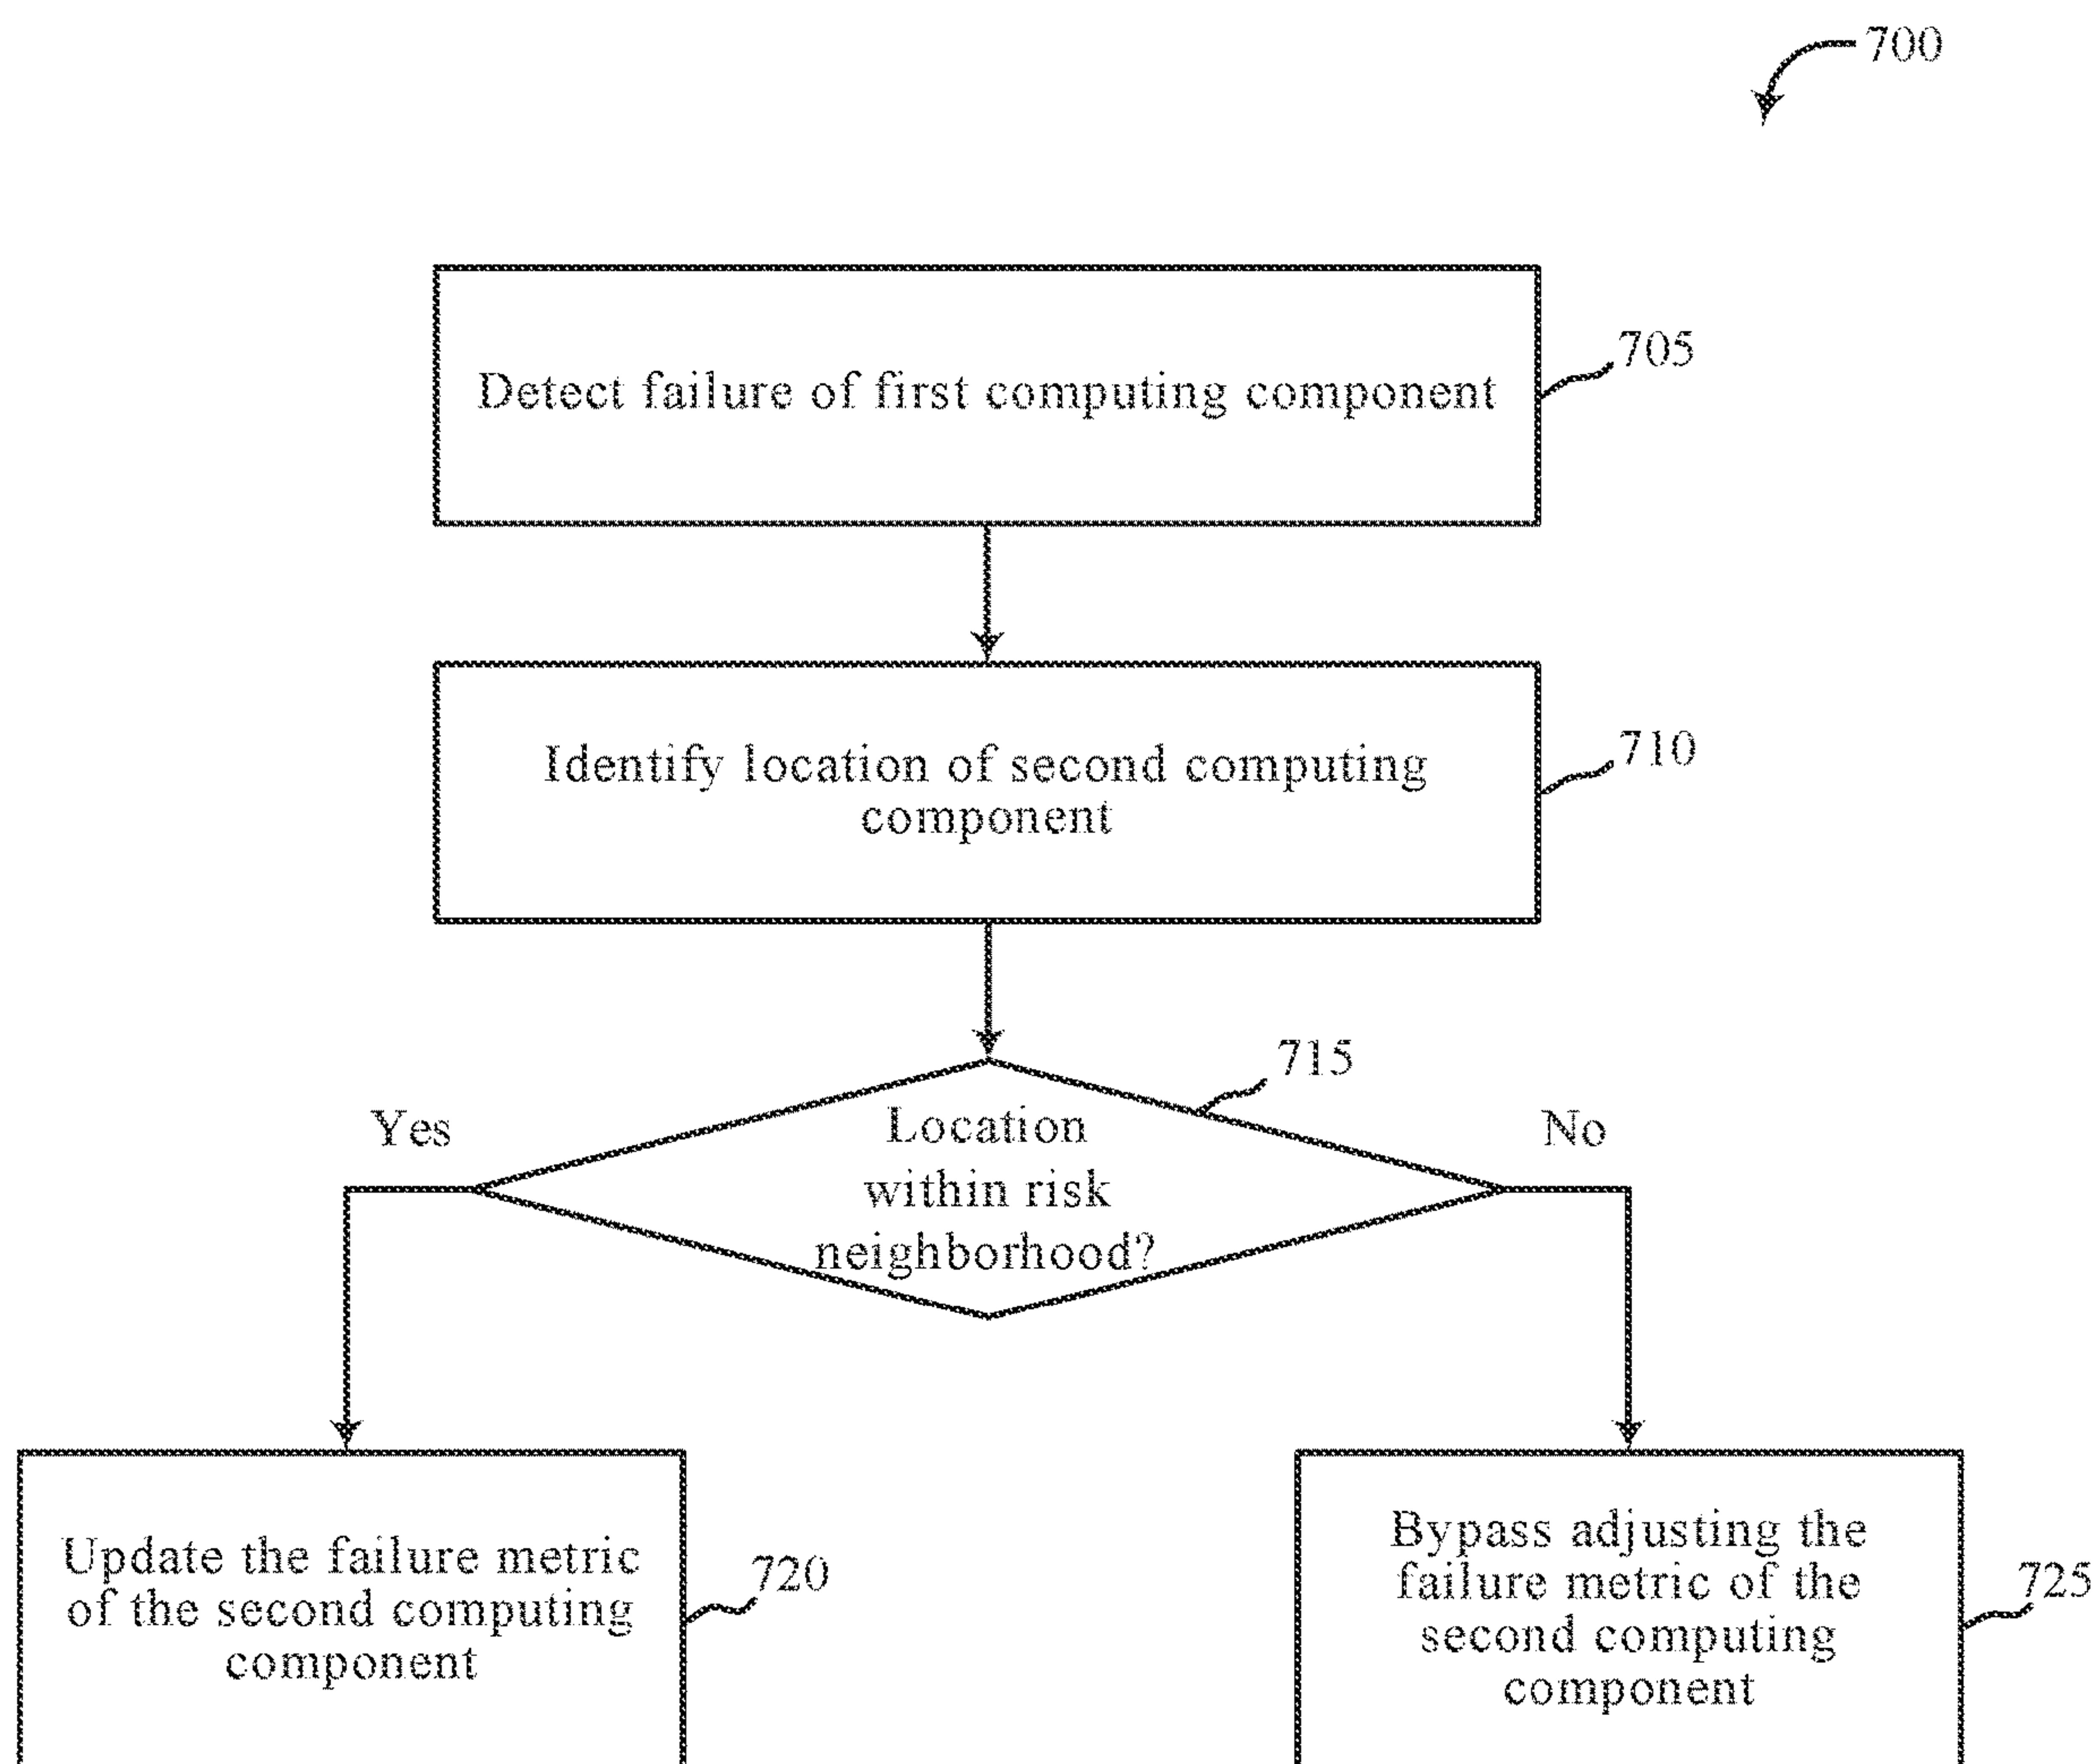 700
Detect failure of first computing component
705
Identify location of second computing
component
710
715
Yes
No
Location
within risk
neighborhood?
Update the failure metric
of the second computing
component
720
Bypass adjusting the
failure metric of the
second computing
component
725